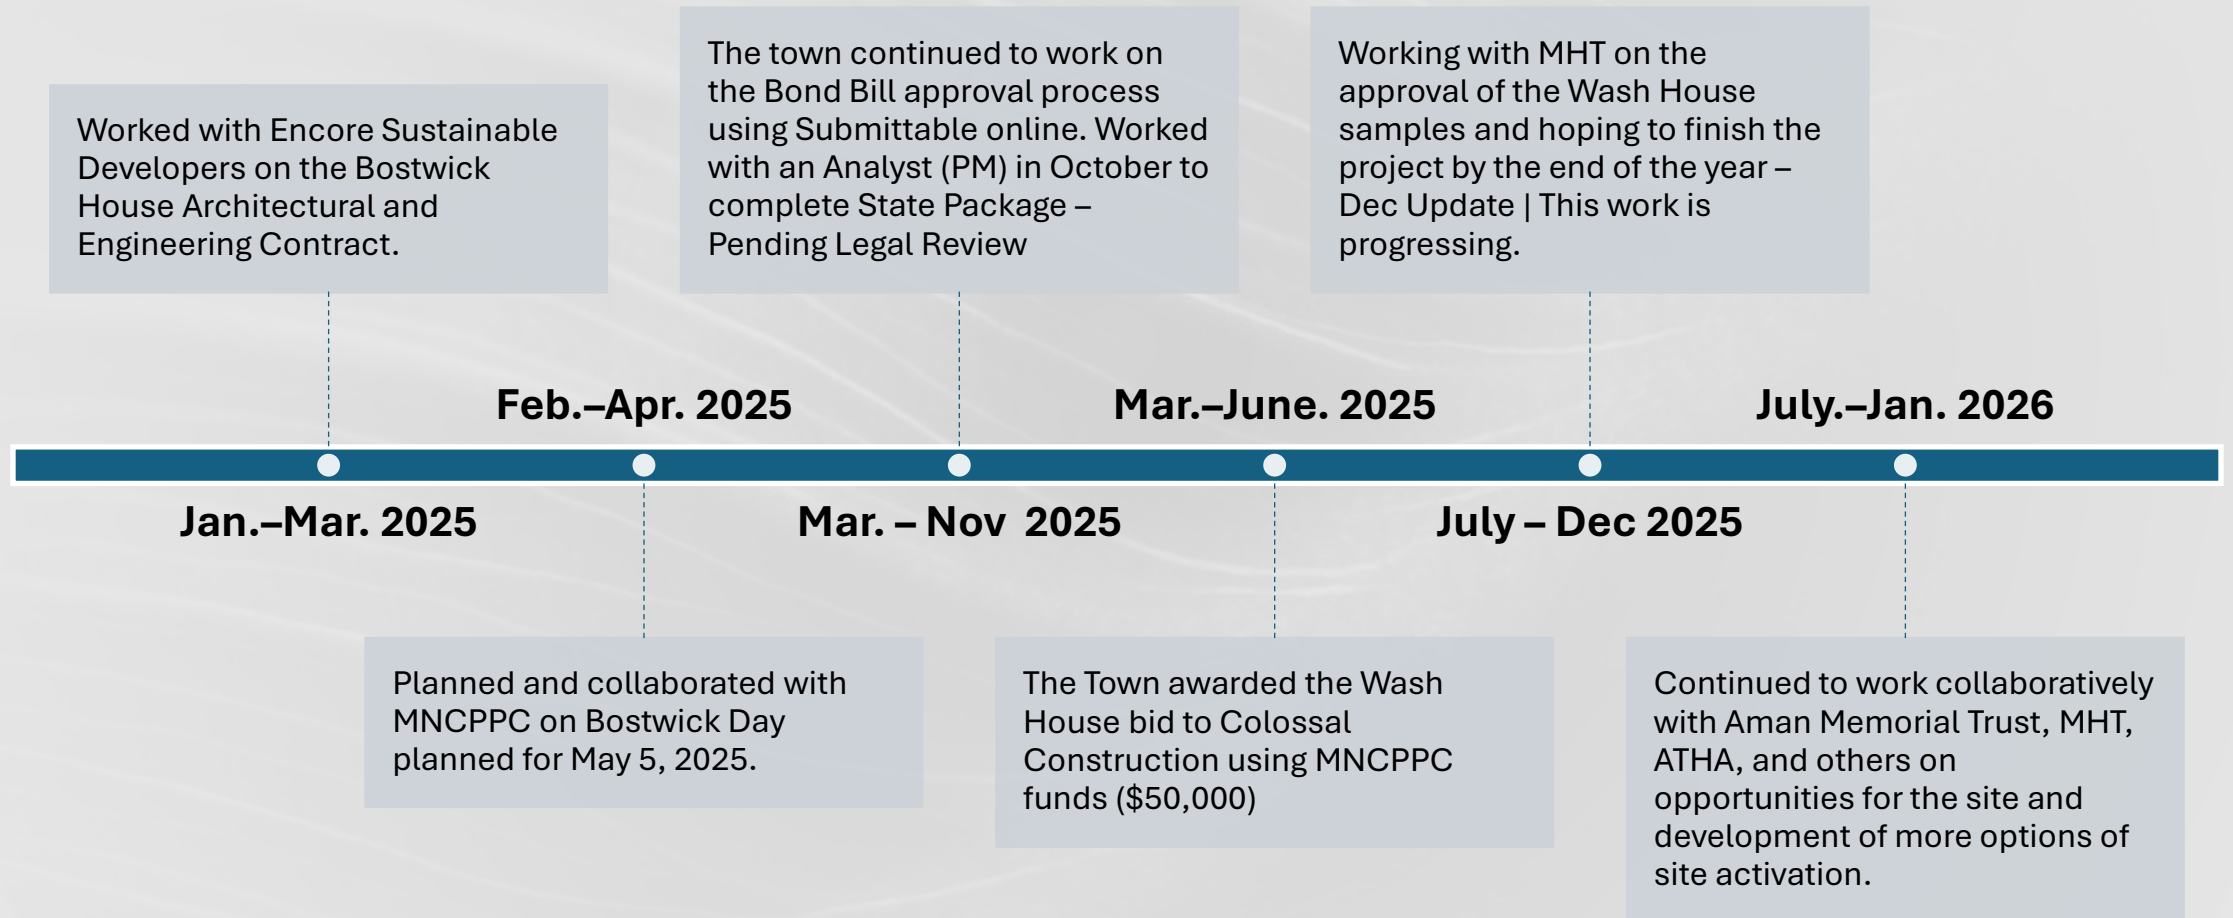 Worked with Encore Sustainable
Developers on the Bostwick
House Architectural and
Engineering Contract.
The town continued to work on
the Bond Bill approval process
using Submittable online. Worked
with an Analyst (PM) in October to
complete State Package –
Pending Legal Review
Working with MHT on the
approval of the Wash House
samples and hoping to finish the
project by the end of the year –
Dec Update | This work is
progressing.
Feb.–Apr. 2025
Mar.–June. 2025
July.–Jan. 2026
Jan.–Mar. 2025
Mar. – Nov  2025
July – Dec 2025
Planned and collaborated with
MNCPPC on Bostwick Day
planned for May 5, 2025.
The Town awarded the Wash
House bid to Colossal
Construction using MNCPPC
funds ($50,000)
Continued to work collaboratively
with Aman Memorial Trust, MHT,
ATHA, and others on
opportunities for the site and
development of more options of
site activation.